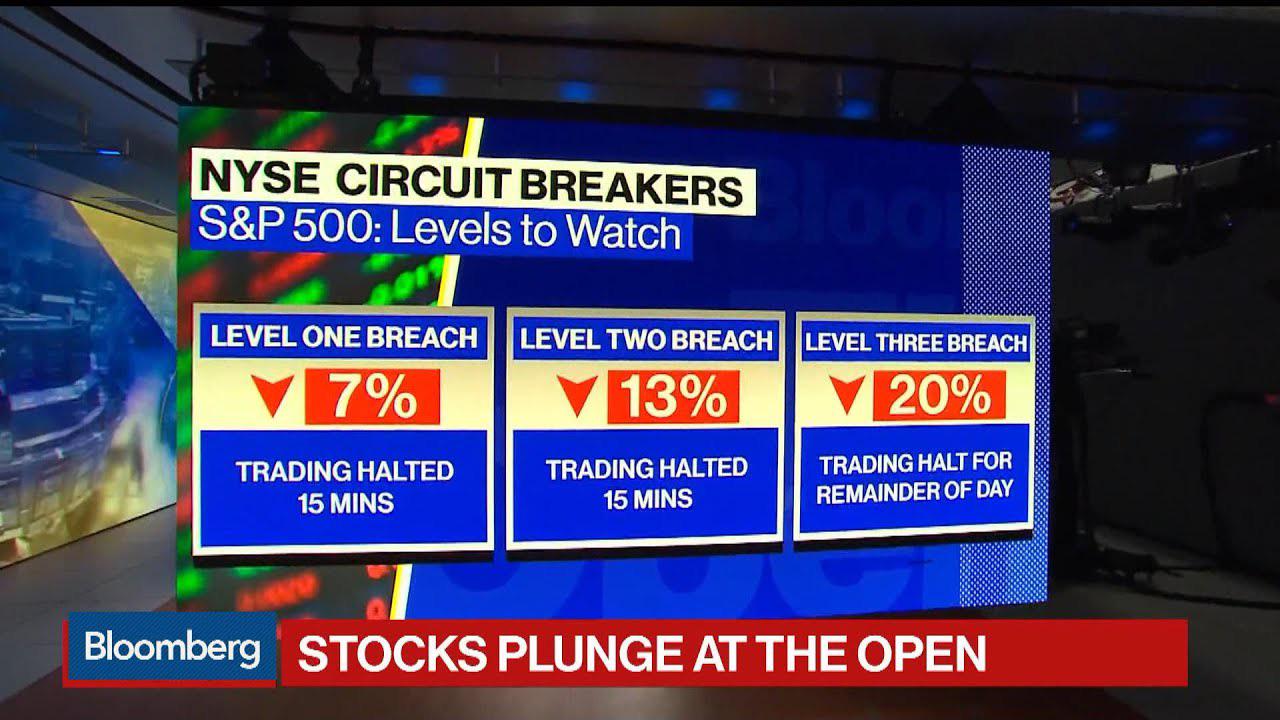 NYSE CIRCUIT BREAKERS
S&P 500: Levels to Watch
LEVEL ONE BREACH
7%
TRADING HALTED
15 MINS
LEVEL TWO BREACH
13%
TRADING HALTED
15 MINS
LEVEL THREE BREACH
20%
TRADING HALT FOR
REMAINDER OF DAY
Bloomberg
STOCKS PLUNGE AT THE OPEN